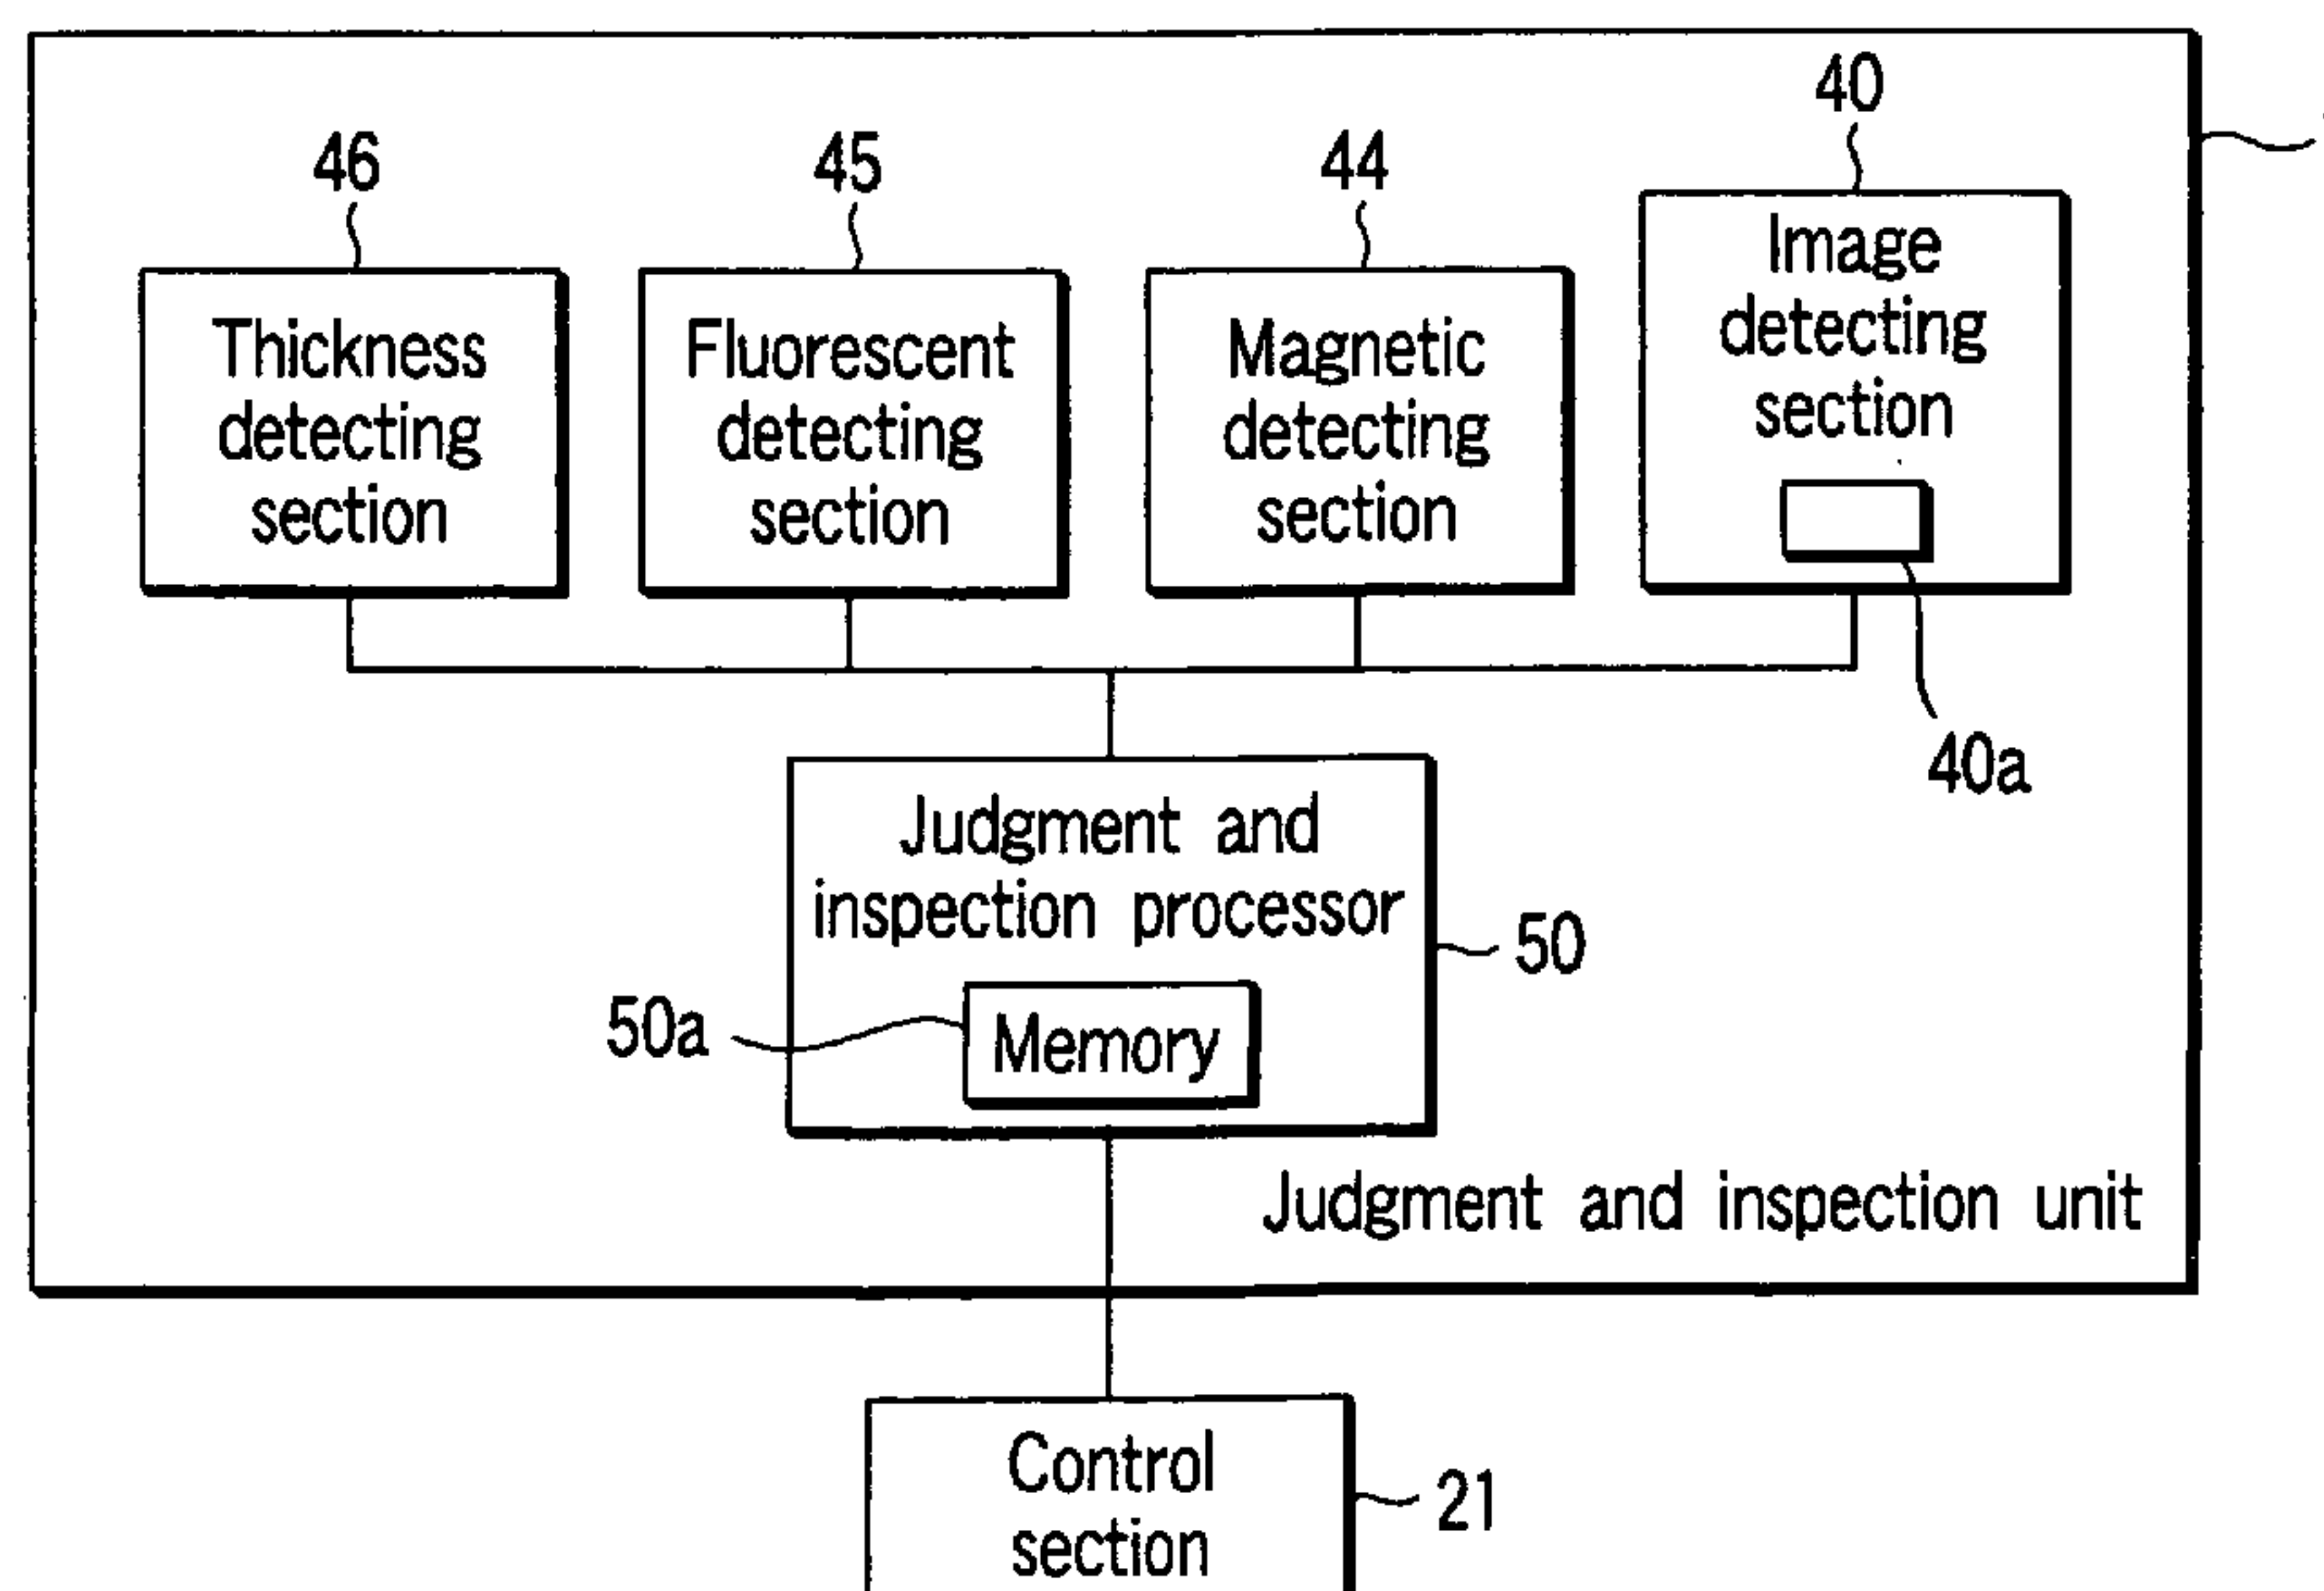 40
46
45
44
Image
detecting
section
Thickness
detecting
section
Fluorescent
detecting
section
Magnetic
detecting
section
40a
Judgment and
inspection processor
50
50a
Memory
Judgment and inspection unit
Control
section
21